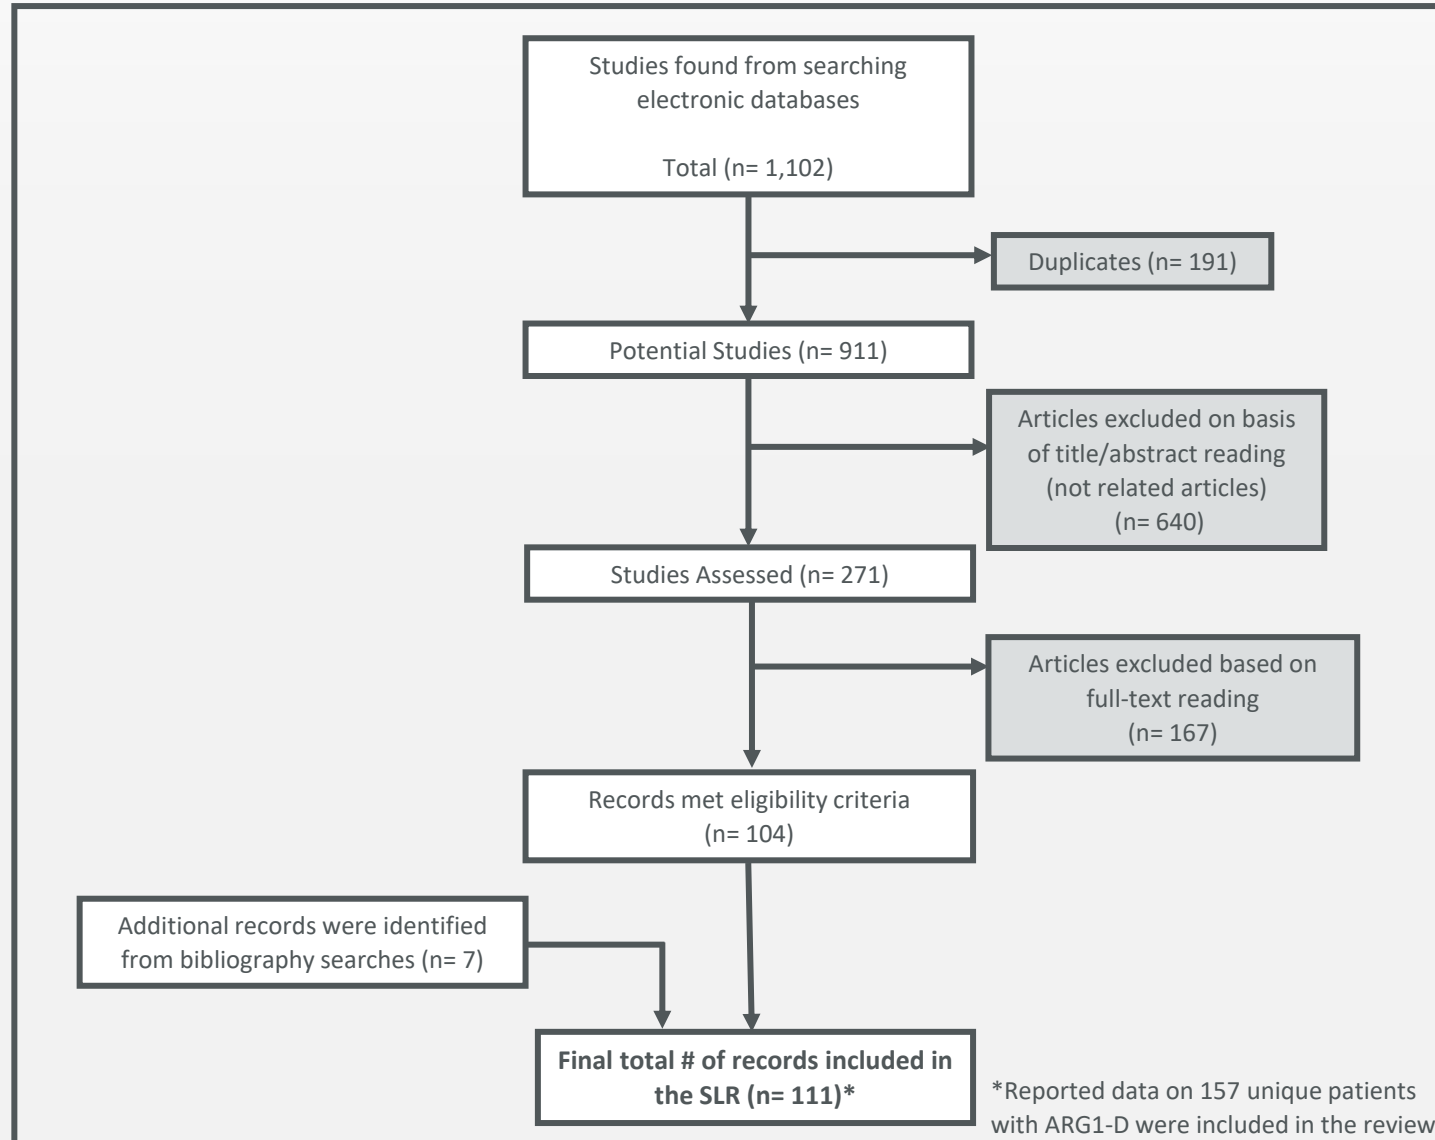 Studies found from searching
electronic databases
Total (n= 1,102)
Duplicates (n= 191)
Potential Studies (n= 911)
Articles excluded on basis
of title/abstract reading
(not related articles)
(n= 640)
Studies Assessed (n= 271)
Articles excluded based on
full-text reading
(n= 167)
Records met eligibility criteria
(n= 104)
Additional records were identified
from bibliography searches (n= 7)
Final total # of records included in
the SLR (n= 111)*
*Reported data on 157 unique patients
with ARG1-D were included in the review